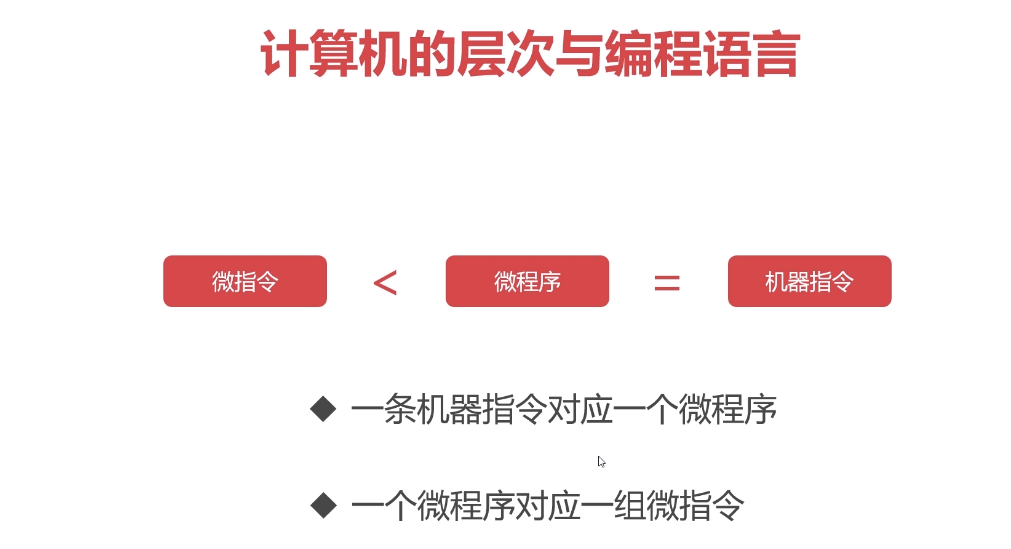 计算机的层次与编程语言
微指令 < 微程序 = 机器指令
◆ 一条机器指令对应一个微程序
◆ 一个微程序对应一组微指令